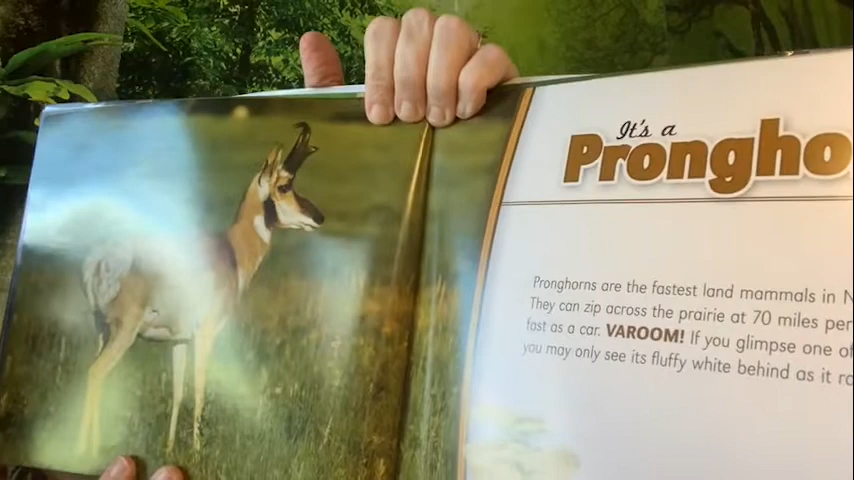 It's a
Prongho
Pronghorns are the fastest land mammals in N
They can zip across the prairie at 70 miles per
fast as a car. VAROOM! If you glimpse one of
you may only see its fluffy white behind as it r